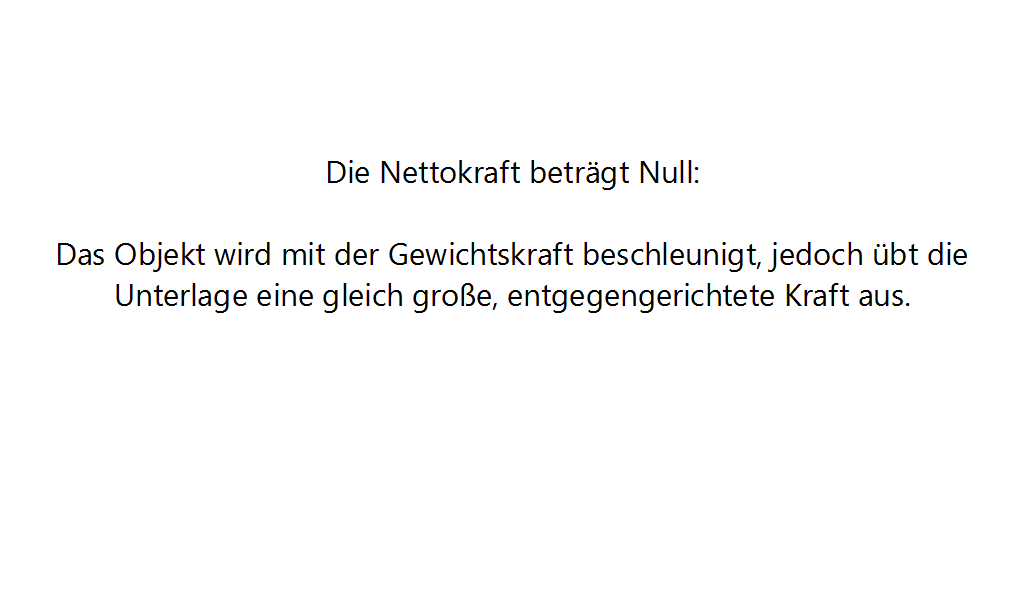 Die Nettokraft beträgt Null:
Das Objekt wird mit der Gewichtskraft beschleunigt, jedoch übt die
Unterlage eine gleich große, entgegengerichtete Kraft aus.